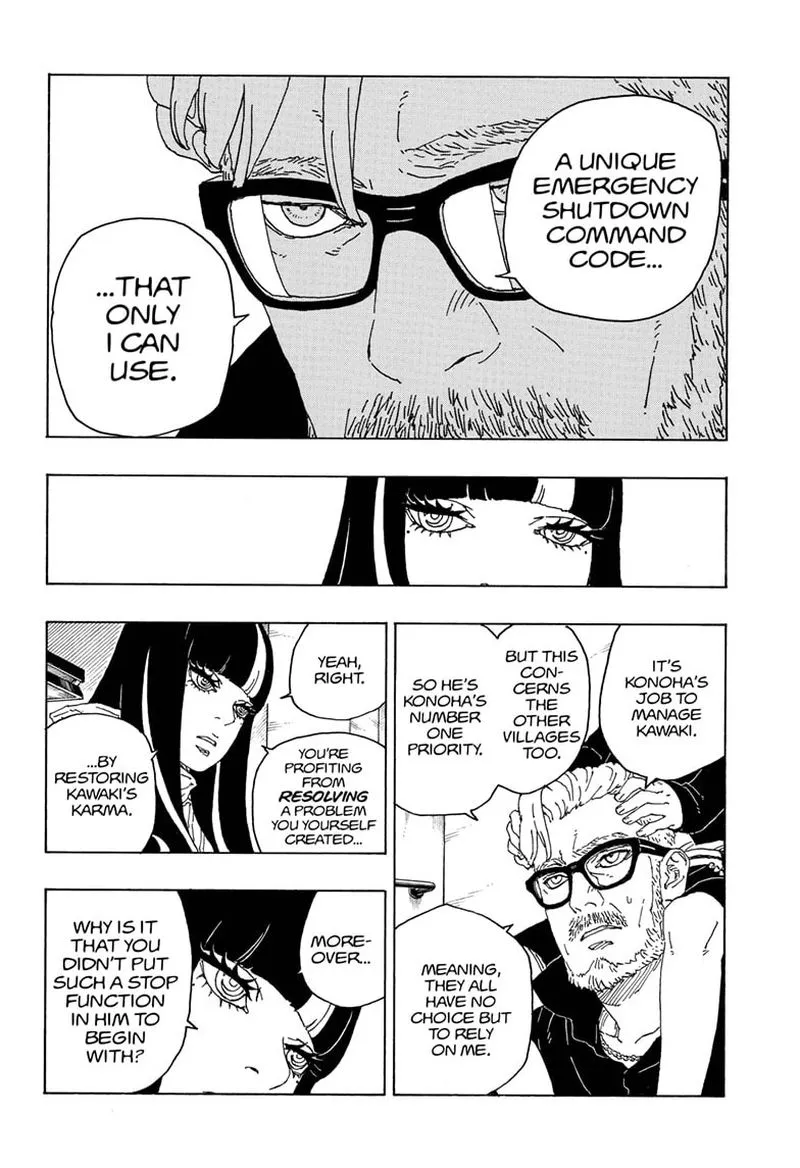 A UNIQUE
EMERGENCY
SHUTDOWN
COMMAND
CODE...
...THAT
ONLY
I CAN
USE.
IT'S
KONOHA'S
JOB TO
MANAGE
KAWAKI.
BUT THIS
CON-
CERNS
THE
OTHER
VILLAGES
TOO.
SO HE'S
KONOHA'S
NUMBER
ONE
PRIORITY.
MEANING,
THEY ALL
HAVE NO
CHOICE BUT
TO RELY
ON ME.
YEAH,
RIGHT.
YOU'RE
PROFITING
FROM
RESOLVING
A PROBLEM
YOU YOURSELF
CREATED...
...BY
RESTORING
KAWAKI'S
KARMA.
MORE-
OVER...
WHY IS IT
THAT YOU
DIDN'T PUT
SUCH A STOP
FUNCTION
IN HIM TO
BEGIN
WITH?